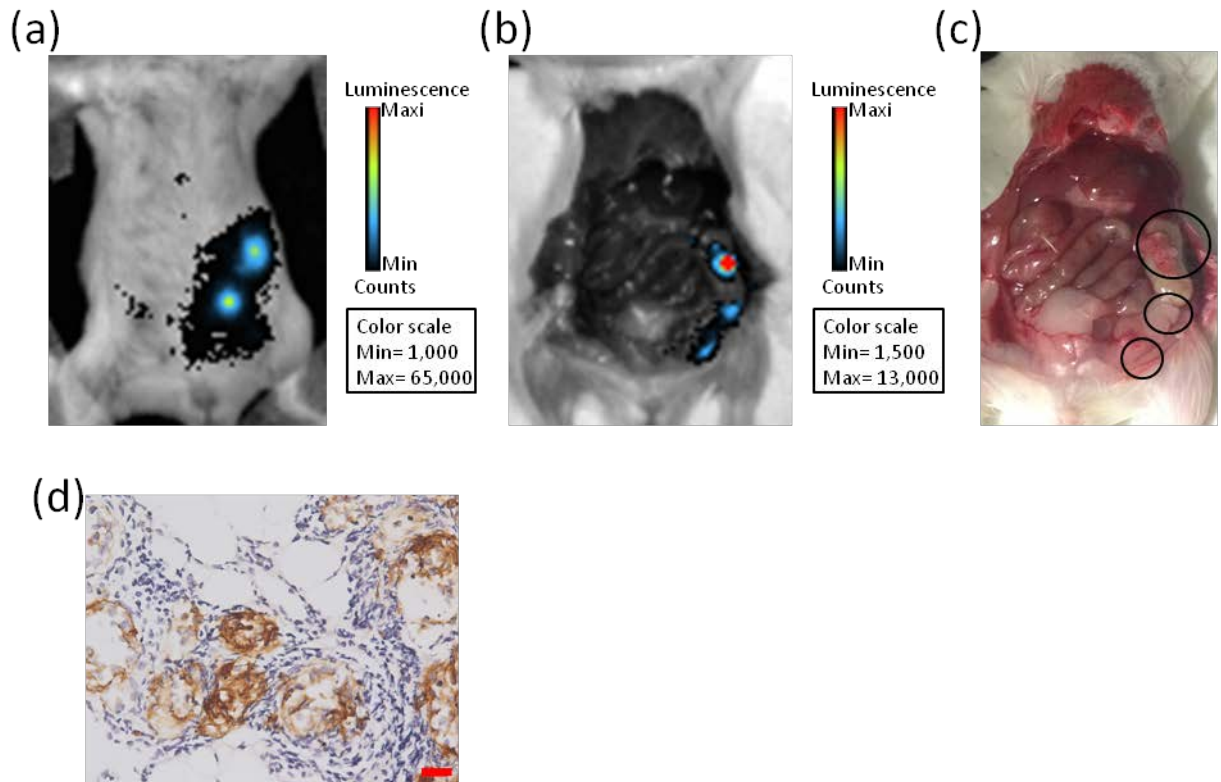 (a)
Luminescence
Maxi
Min
Counts
Color scale
Min= 1,000
Max= 65,000
(b)
Luminescence
Maxi
Min
Counts
Color scale
Min= 1,500
Max= 13,000
(c)
(d)